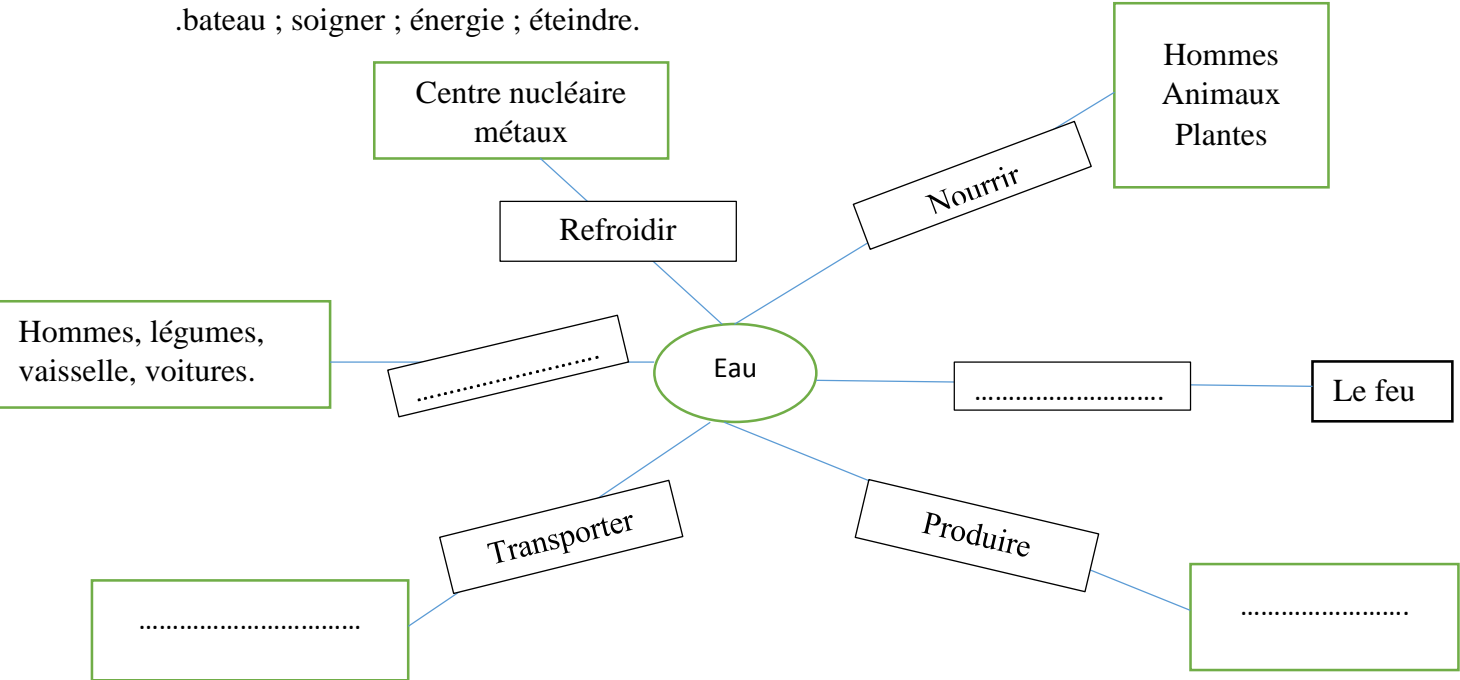 .bateau ; soigner ; énergie ; éteindre.
Hommes
Animaux
Plantes
Centre nucléaire
métaux
Nourrir
Refroidir
Hommes, légumes,
vaisselle, voitures.
...........................
Eau
............................
Le feu
Transporter
Produire
.................................
.........................